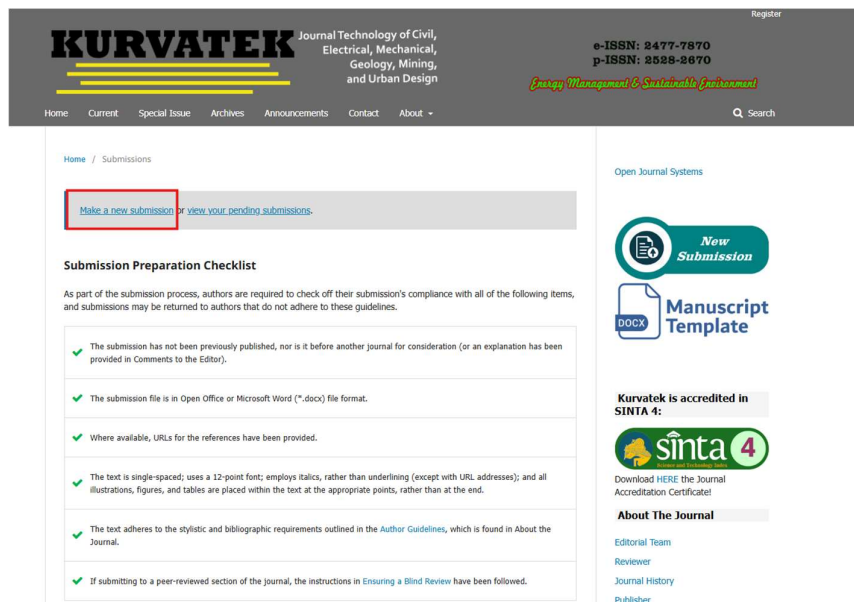 Register
KURVATEK
Journal Technology of Civil,
Electrical, Mechanical,
Geology, Mining,
and Urban Design
e-ISSN: 2477-7870
p-ISSN: 2528-2670
Energy Management & Sustainable Environment
Home Current Special Issue Archives Announcements Contact About
Search
Home / Submissions
Make a new submission or view your pending submissions.
Submission Preparation Checklist
As part of the submission process, authors are required to check off their submission's compliance with all of the following items,
and submissions may be returned to authors that do not adhere to these guidelines.
The submission has not been previously published, nor is it before another journal for consideration (or an explanation has been
provided in Comments to the Editor).
The submission file is in Open Office or Microsoft Word (*.docx) file format.
Where available, URLs for the references have been provided.
The text is single-spaced; uses a 12-point font; employs italics, rather than underlining (except with URL addresses); and all
illustrations, figures, and tables are placed within the text at the appropriate points, rather than at the end.
The text adheres to the stylistic and bibliographic requirements outlined in the Author Guidelines, which is found in About the
Journal.
If submitting to a peer-reviewed section of the journal, the instructions in Ensuring a Blind Review have been followed.
Open Journal Systems
New
Submission
DOCX
Manuscript
Template
Kurvatek is accredited in
SINTA 4:
sinta 4
Science and Technology Index
Download HERE the Journal
Accreditation Certificate!
About The Journal
Editorial Team
Reviewer
Journal History
Publisher